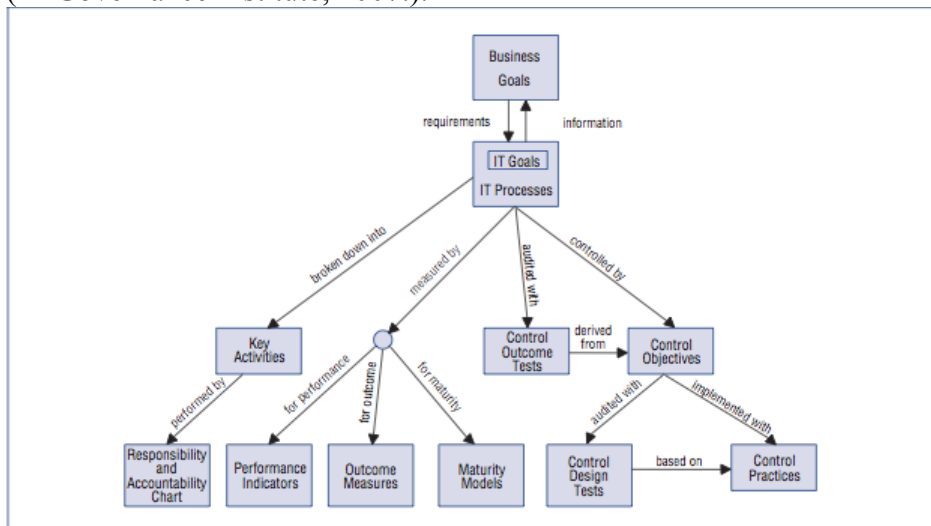 Business
Goals
requirements
information
IT Goals
IT Processes
broken down into
measured by
audited with
controlled by
Key
Activities
Control
Outcome
Tests
derived
from
Control
Objectives
performed by
for performance
for outcome
for maturity
audited with
implemented with
Responsibility
and
Accountability
Chart
Performance
Indicators
Outcome
Measures
Maturity
Models
Control
Design
Tests
based on
Control
Practices